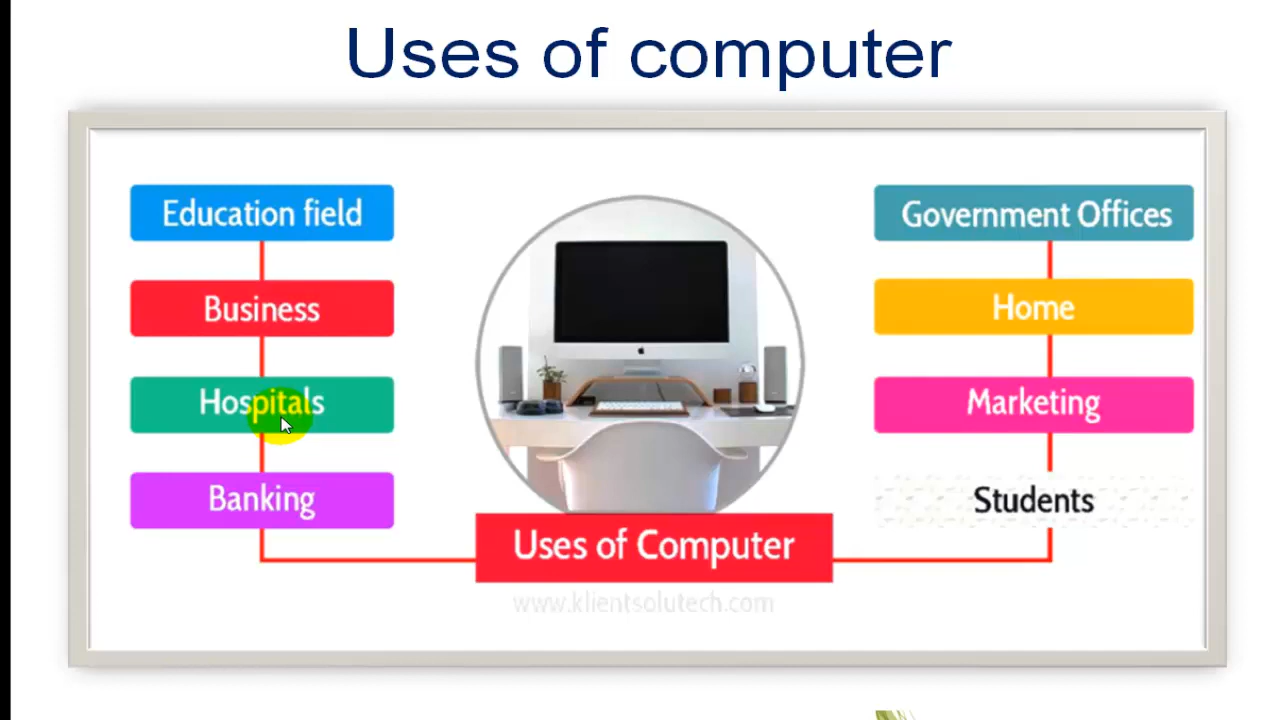 Uses of computer
Education field
Business
Hospitals
Banking
Government Offices
Home
Marketing
Students
Uses of Computer
www.klientsolutech.com